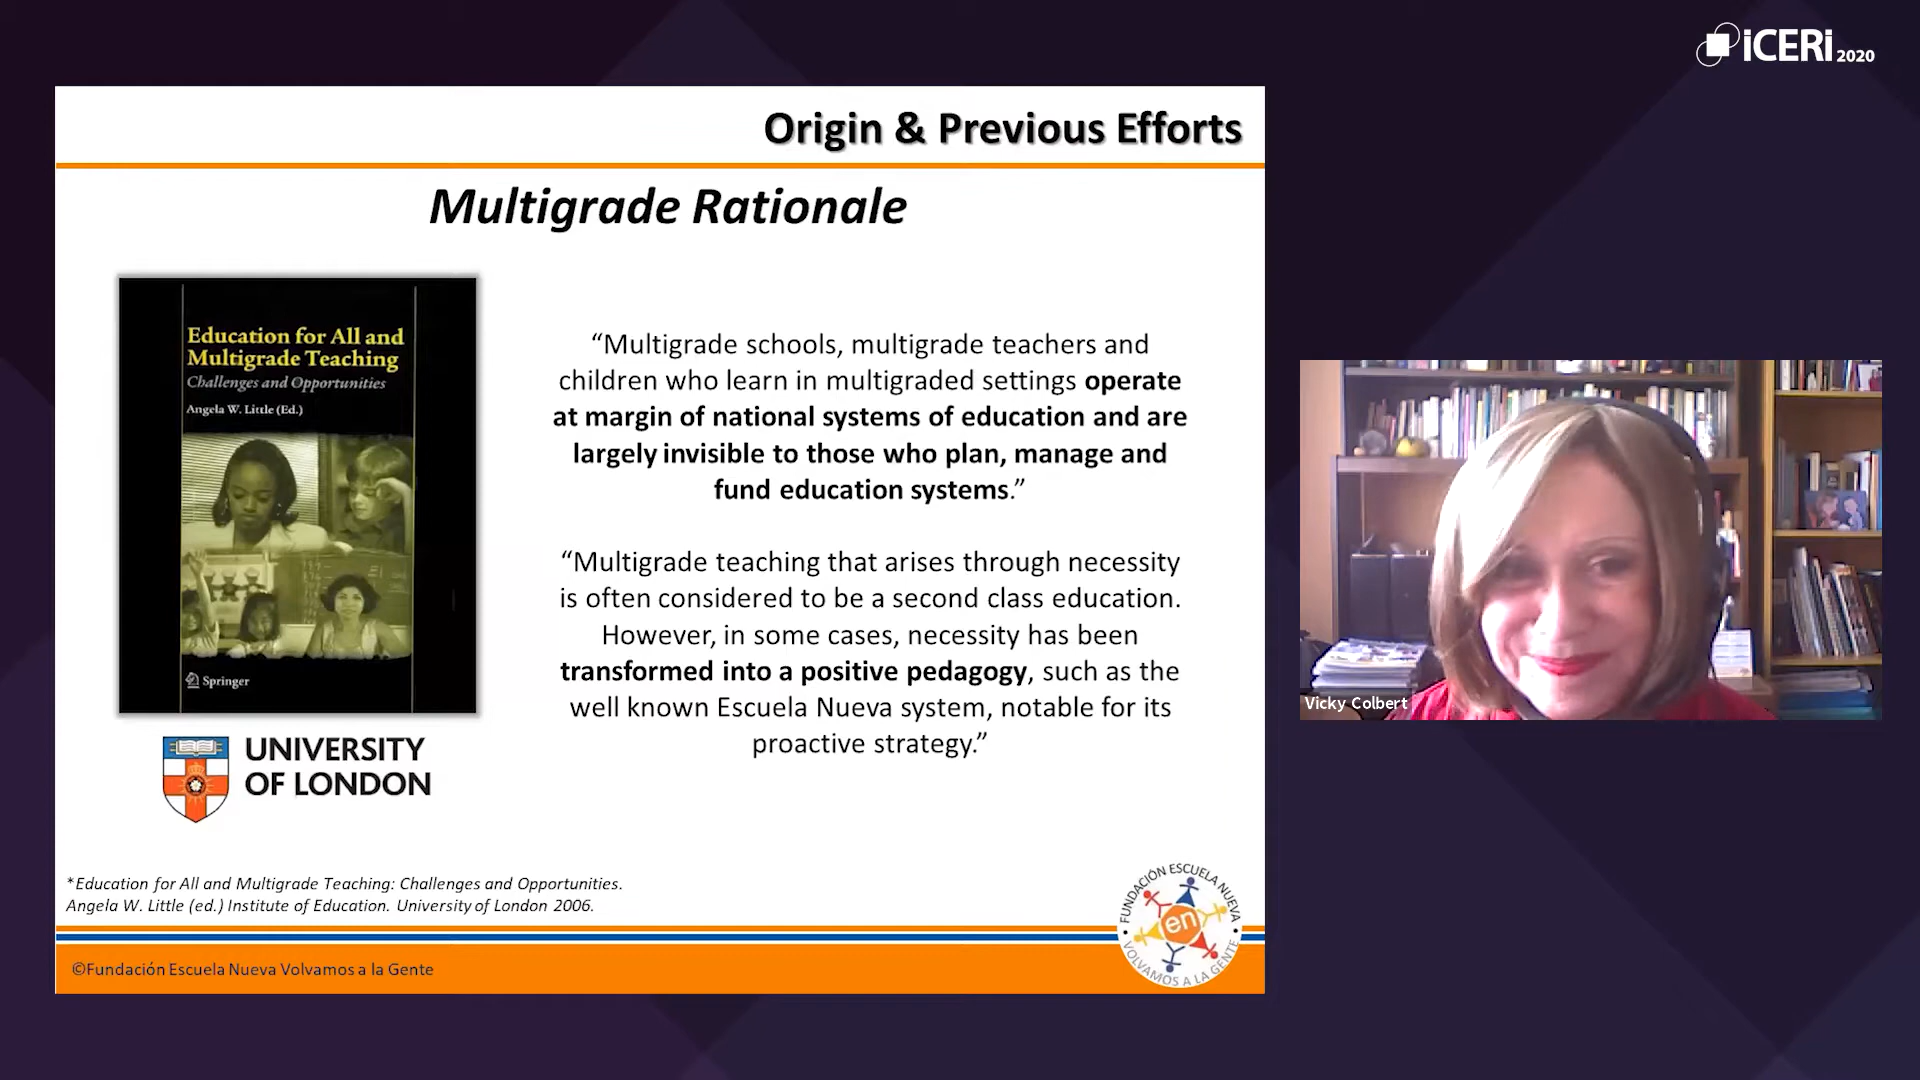 iCERi 2020
Origin & Previous Efforts
Multigrade Rationale
Education for All and
Multigrade Teaching
Challenges and Opportunities
Angela W. Little (Ed.)
Springer
UNIVERSITY
OF LONDON
“Multigrade schools, multigrade teachers and
children who learn in multigraded settings operate
at margin of national systems of education and are
largely invisible to those who plan, manage and
fund education systems.”
“Multigrade teaching that arises through necessity
is often considered to be a second class education.
However, in some cases, necessity has been
transformed into a positive pedagogy, such as the
well known Escuela Nueva system, notable for its
proactive strategy.”
*Education for All and Multigrade Teaching: Challenges and Opportunities.
Angela W. Little (ed.) Institute of Education. University of London 2006.
©Fundación Escuela Nueva Volvamos a la Gente
FUNDACIÓN ESCUELA NUEVA
en
VOLVAMOS A LA GENTE
Vicky Colbert